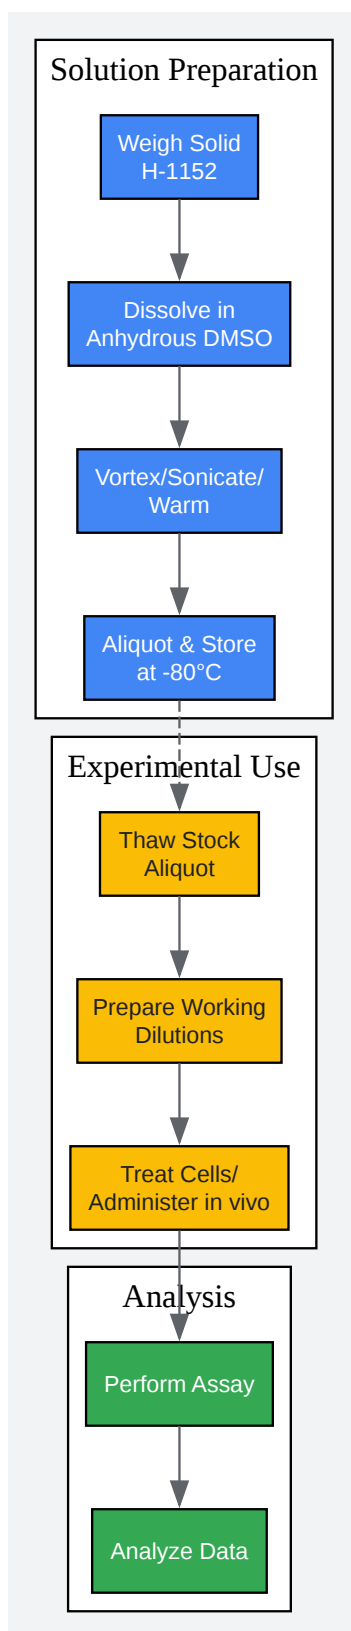 Solution Preparation
Weigh Solid
H-1152
Dissolve in
Anhydrous DMSO
Vortex/Sonicate/
Warm
Aliquot & Store
at -80°C
Experimental Use
Thaw Stock
Aliquot
Prepare Working
Dilutions
Treat Cells/
Administer in vivo
Analysis
Perform Assay
Analyze Data